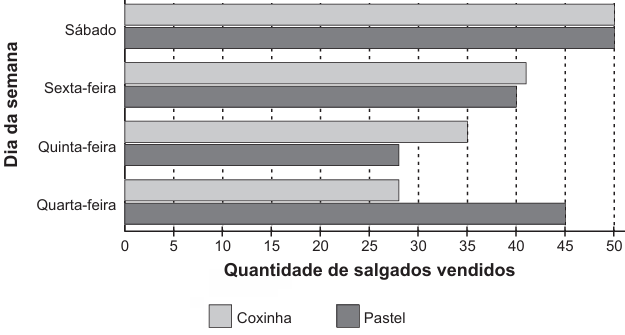 Dia da semana
Sábado
Sexta-feira
Quinta-feira
Quarta-feira
0 5 10 15 20 25 30 35 40 45 50
Quantidade de salgados vendidos
Coxinha Pastel